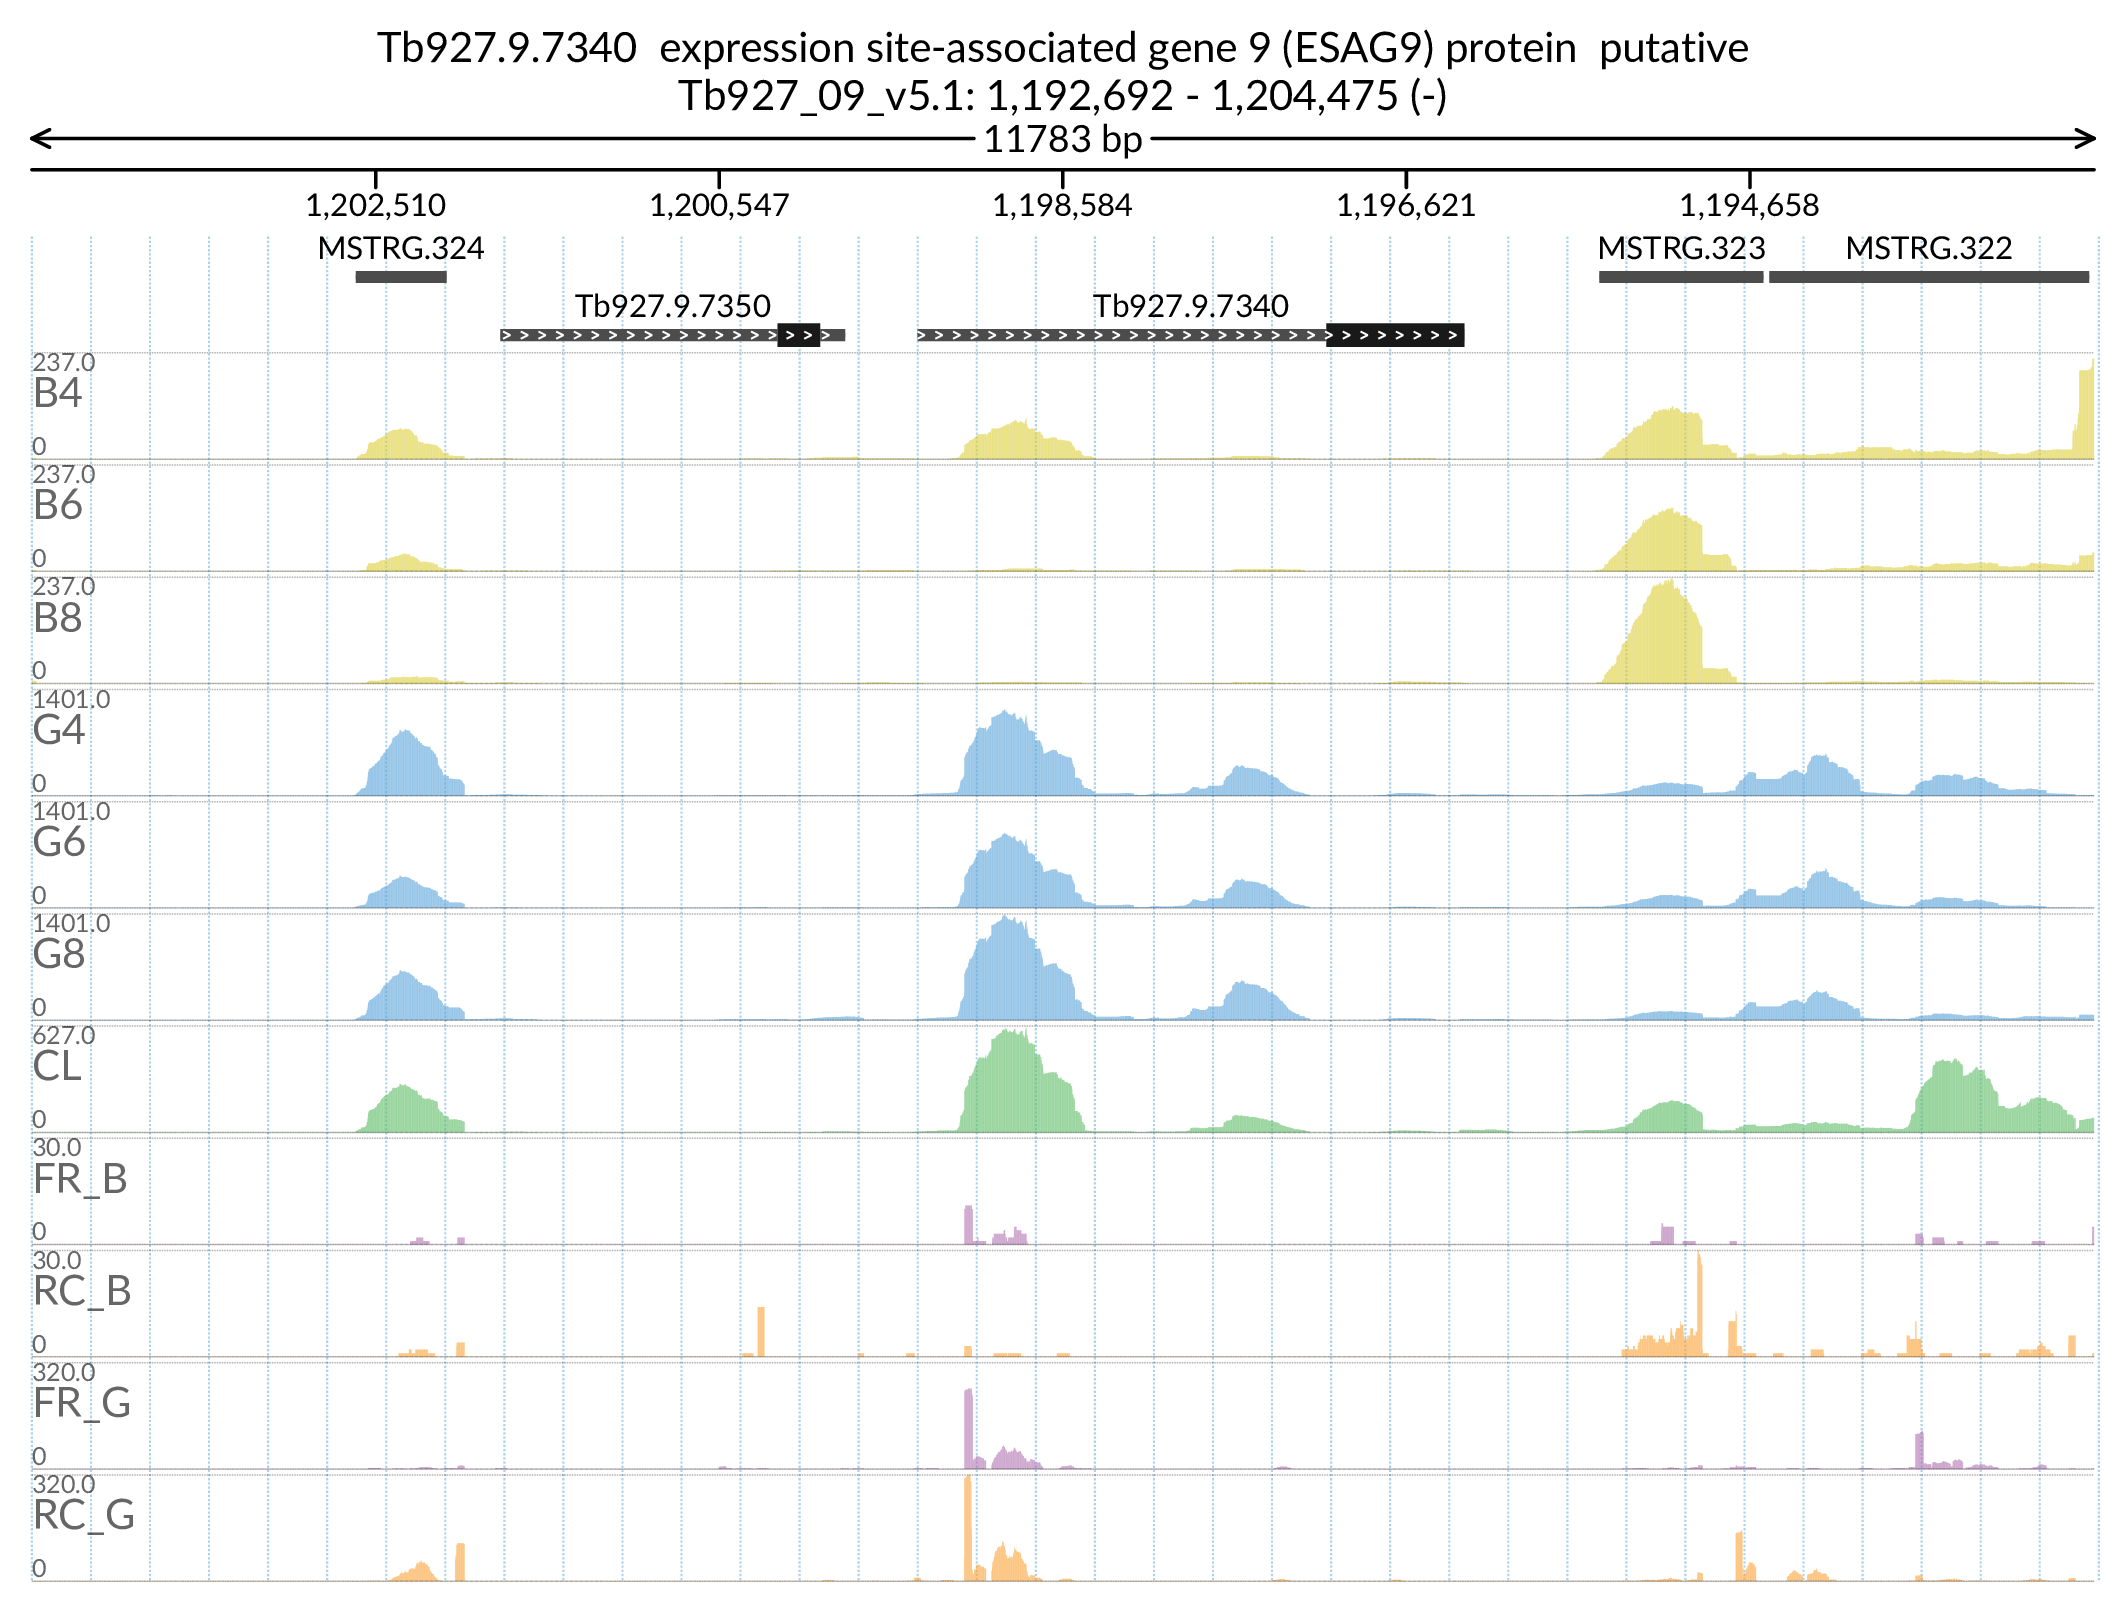 Tb927.9.7340  expression site-associated gene 9 (ESAG9) protein  putative
Tb927_09_v5.1: 1,192,692 - 1,204,475 (-)
11783 bp
1,202,510 1,200,547 1,198,584 1,196,621 1,194,658
MSTRG.324 MSTRG.323 MSTRG.322
Tb927.9.7350 Tb927.9.7340
237.0
B4
0
237.0
B6
0
237.0
B8
0
1401.0
G4
0
1401.0
G6
0
1401.0
G8
0
627.0
CL
0
30.0
FR_B
0
30.0
RC_B
0
320.0
FR_G
0
320.0
RC_G
0